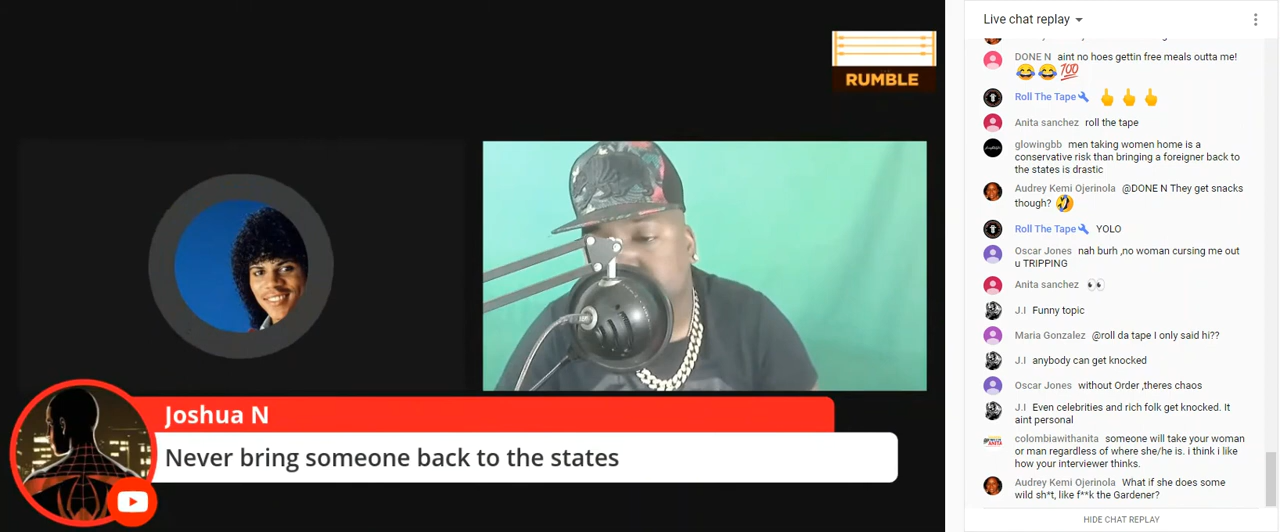 RUMBLE
Joshua N
Never bring someone back to the states
Live chat replay
DONE N aint no hoes gettin free meals outta me!
😂😂💯
Roll The Tape 👆👆👆
Anita sanchez roll the tape
glowingbb men taking women home is a
conservative risk than bringing a foreigner back to
the states is drastic
Audrey Kemi Ojerinola @DONE N They get snacks
though? 🤣
Roll The Tape YOLO
Oscar Jones nah burh ,no woman cursing me out
u TRIPPING
Anita sanchez 👀
J.I Funny topic
Maria Gonzalez @roll da tape I only said hi??
J.I anybody can get knocked
Oscar Jones without Order ,theres chaos
J.I Even celebrities and rich folk get knocked. It
aint personal
colombiawithanita someone will take your woman
or man regardless of where she/he is. i think i like
how your interviewer thinks.
Audrey Kemi Ojerinola What if she does some
wild sh*t, like f**k the Gardener?
HIDE CHAT REPLAY